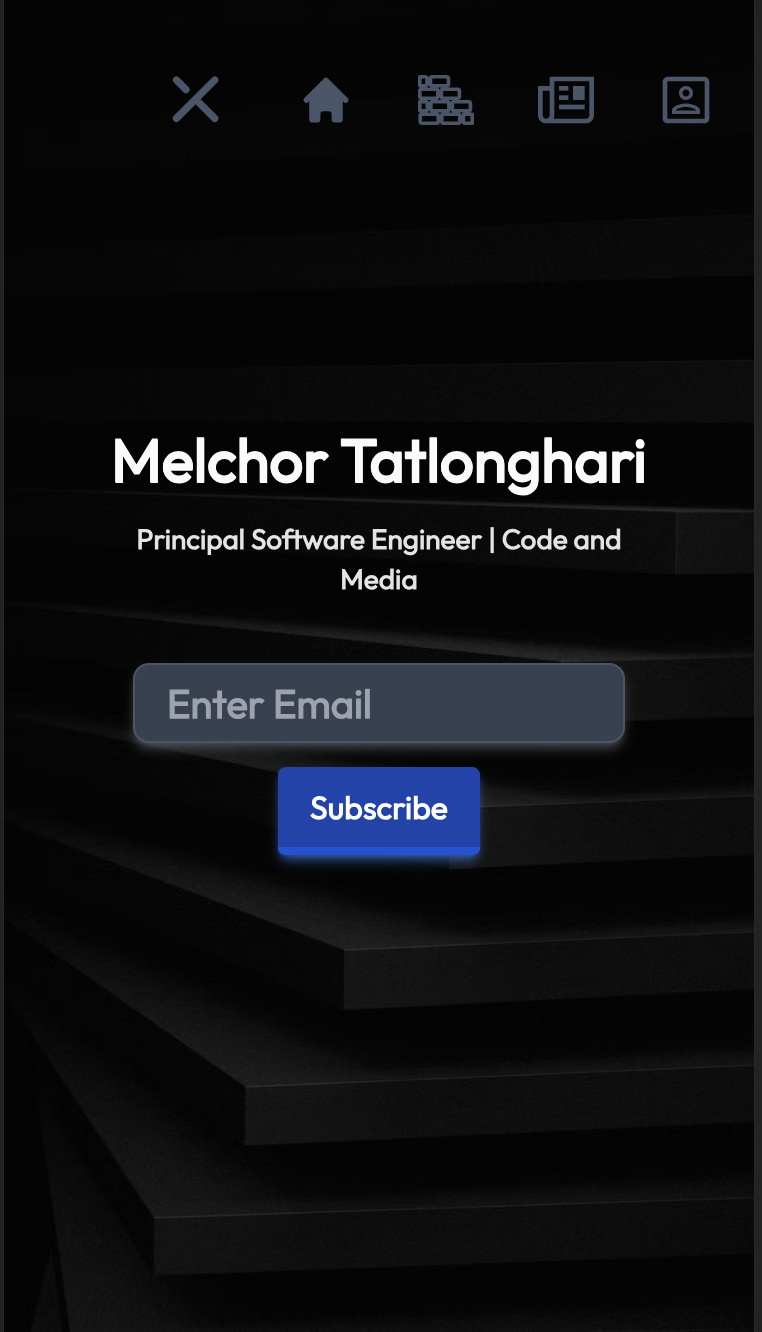 Melchor Tatlonghari
Principal Software Engineer | Code and
Media
Enter Email
Subscribe